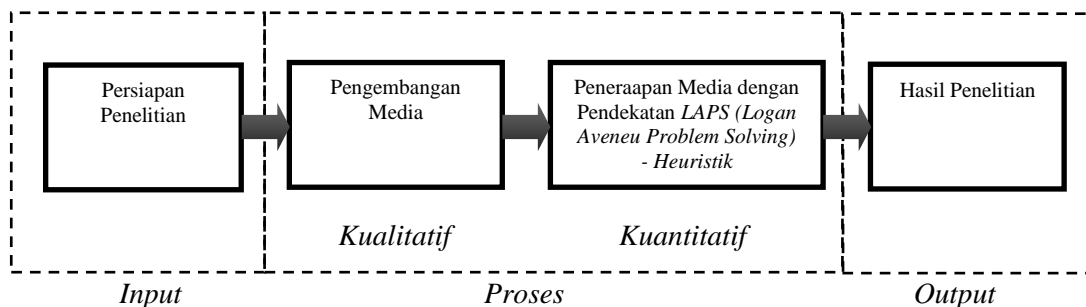 Persiapan
Penelitian
Pengembangan
Media
Peneraapan Media dengan
Pendekatan LAPS (Logan
Aveneu Problem Solving)
- Heuristik
Hasil Penelitian
Kualitatif
Kuantitatif
Input
Proses
Output